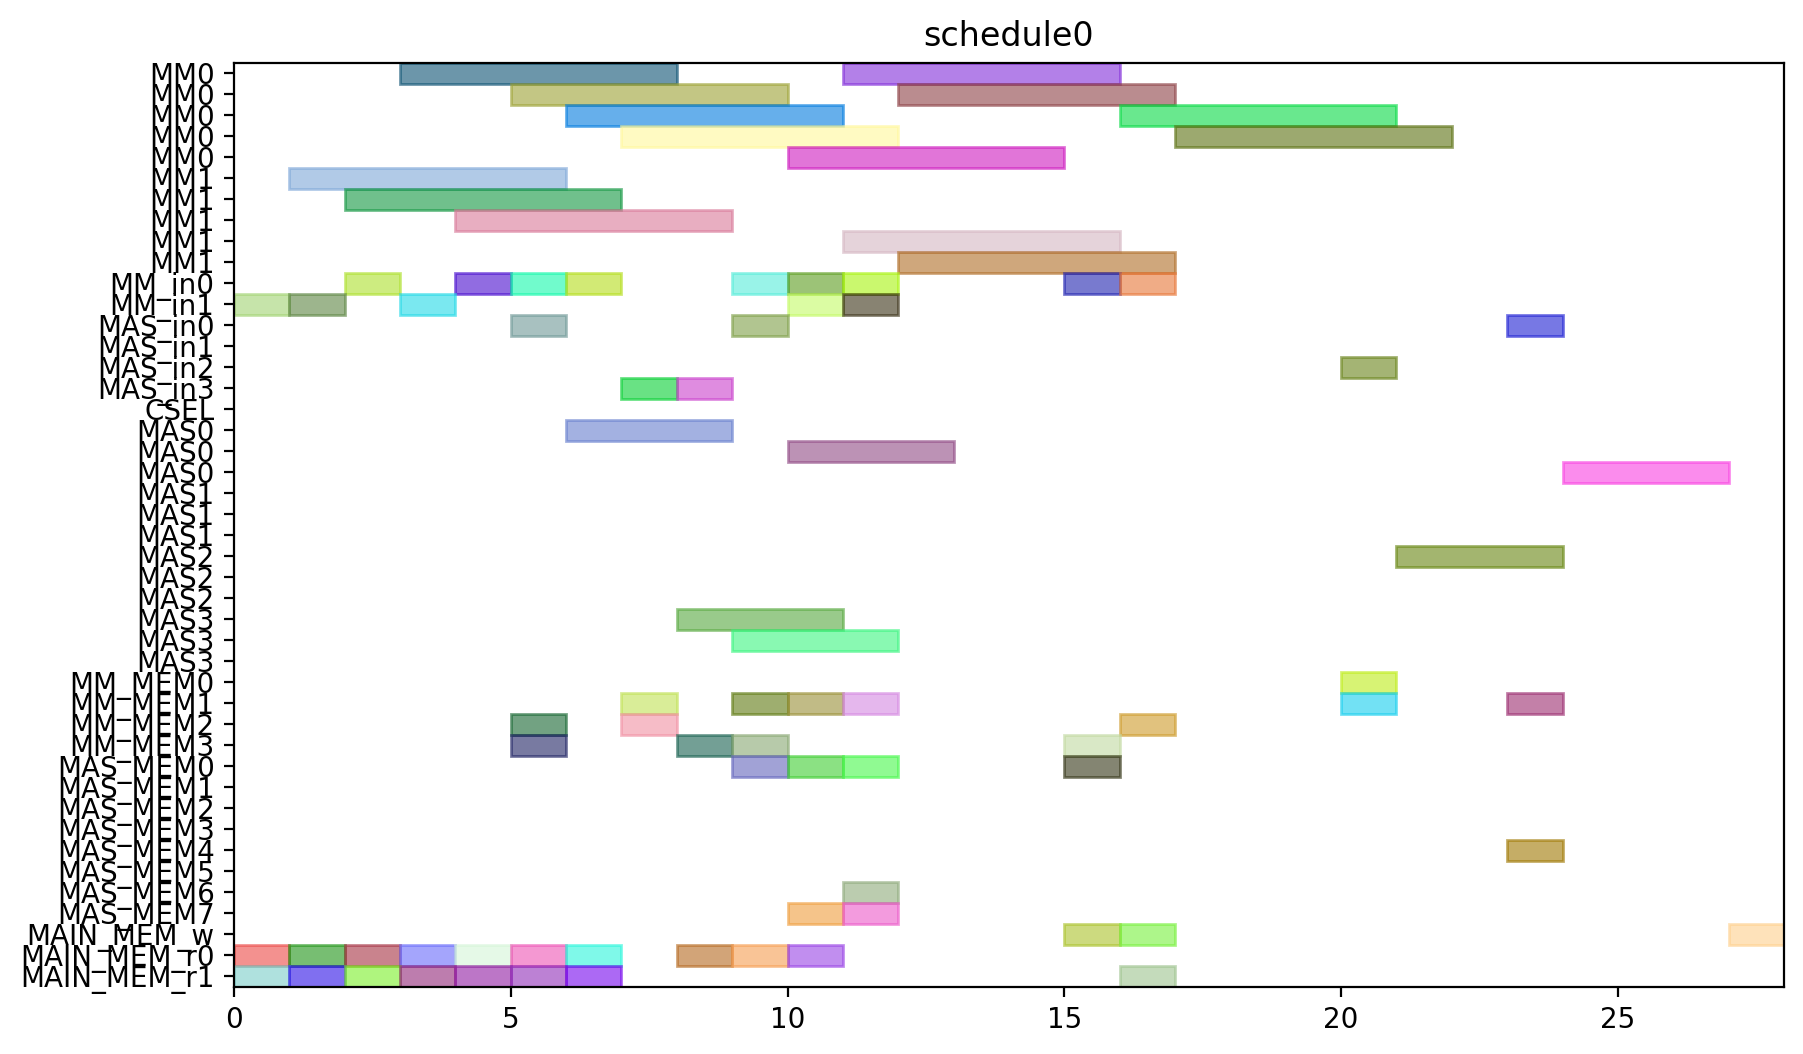 schedule0
MM0
MM0
MM0
MM0
MM0
MM1
MM1
MM1
MM1
MM1
MM_in0
MM_in1
MAS_in0
MAS_in1
MAS_in2
MAS_in3
CSEL
MAS0
MAS0
MAS0
MAS1
MAS1
MAS1
MAS2
MAS2
MAS2
MAS3
MAS3
MAS3
MM_MEM0
MM_MEM1
MM_MEM2
MM_MEM3
MAS_MEM0
MAS_MEM1
MAS_MEM2
MAS_MEM3
MAS_MEM4
MAS_MEM5
MAS_MEM6
MAS_MEM7
MAIN_MEM_w
MAIN_MEM_r0
MAIN_MEM_r1
0 5 10 15 20 25